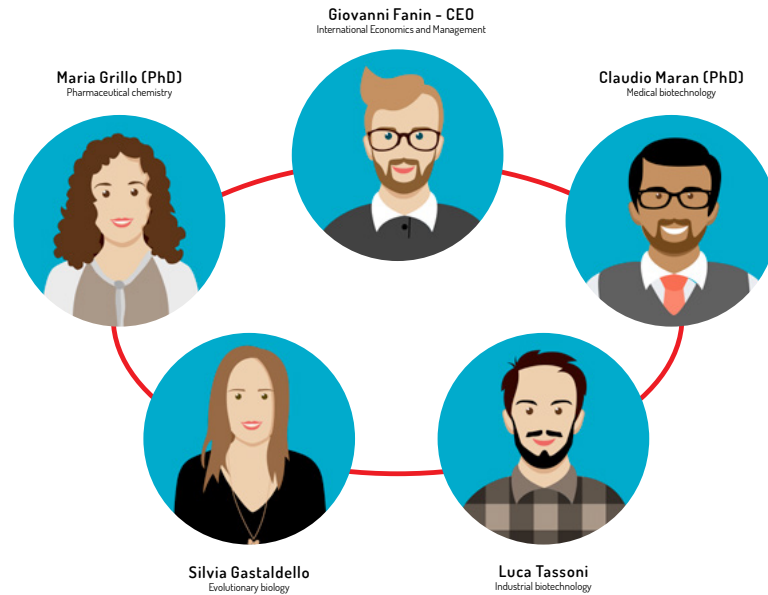 Giovanni Fanin - CEO
International Economics and Management
Maria Grillo (PhD)
Pharmaceutical chemistry
Claudio Maran (PhD)
Medical biotechnology
Silvia Gastaldello
Evolutionary biology
Luca Tassoni
Industrial biotechnology